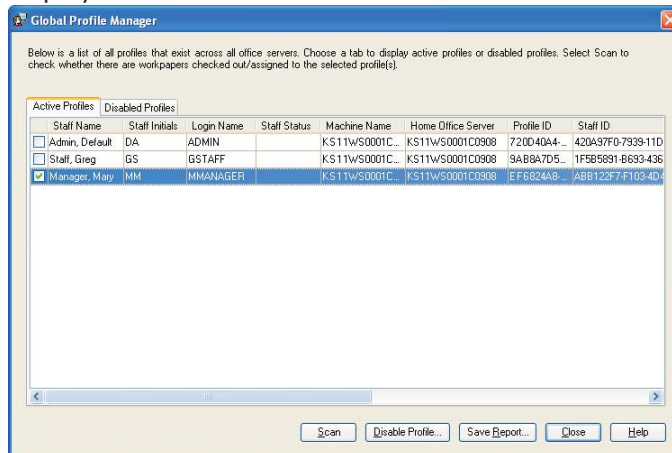 Global Profile Manager
Below is a list of all profiles that exist across all office servers. Choose a tab to display active profiles or disabled profiles. Select Scan to
check whether there are workpapers checked out/assigned to the selected profile(s).
Active Profiles Disabled Profiles
Staff Name Staff Initials Login Name Staff Status Machine Name Home Office Server Profile ID Staff ID
Admin, Default DA ADMIN KS11WS0001C... KS11WS0001C0908 720D40A4-... 420A97F0-7939-11D
Staff, Greg GS GSTAFF KS11WS0001C... KS11WS0001C0908 9AB8A7D5... 1F5B5891-B693-436
Manager, Mary MM MMANAGER KS11WS0001C... KS11WS0001C0908 EF6824A8-... ABB122F7-F103-4D4
Scan Disable Profile... Save Report... Close Help